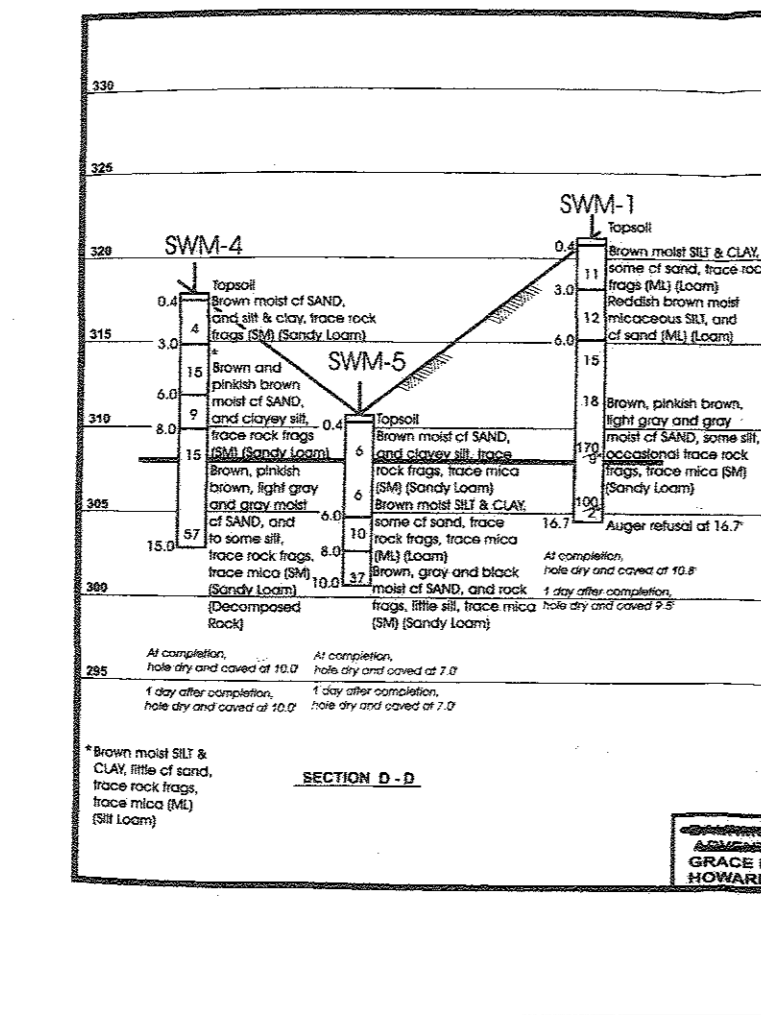 330
325
SWM-1
Topsoil
320
SWM-4
0.4
Brown moist SILT & CLAY,
11
some cf sand, trace
frags (ML) (Loam)
3.0
Reddish brown moist
12
micaceous SILT, and
cf sand (ML) (Loam)
6.0
15
18
Brown, pinkish brown,
light gray and gray
moist cf SAND, some silt,
170
occasional trace rock
frags, trace mica (SM)
(Sandy Loam)
100
2"
16.7
Auger refusal at 16.7'
At completion,
hole dry and caved at 10.8'
1 day after completion,
hole dry and caved 9.5'
Topsoil
0.4
Brown moist cf SAND,
and silt & clay, trace rock
4
frags (SM) (Sandy Loam)
315
3.0
*
15
Brown and
pinkish brown
moist cf SAND,
6.0
and clayey silt,
9
trace rock frags
8.0
(SM) (Sandy Loam)
15
Brown, pinkish
brown, light gray
and gray moist
cf SAND, and
to some silt,
57
15.0
trace rock frags,
trace mica (SM)
(Sandy Loam)
(Decomposed
Rock)
SWM-5
310
0.4
Topsoil
Brown moist cf SAND,
6
and clayey silt, trace
rock frags, trace mica
6
(SM) (Sandy Loam)
Brown moist SILT & CLAY,
305
6.0
some cf sand, trace
10
rock frags, trace mica
8.0
(ML) (Loam)
37
10.0
Brown, gray and black
moist cf SAND, and rock
300
frags, little silt, trace mica
(SM) (Sandy Loam)
At completion,
hole dry and caved at 10.0'
1 day after completion,
hole dry and caved at 10.0'
At completion,
hole dry and caved at 7.0'
1 day after completion,
hole dry and caved at 7.0'
295
*Brown moist SILT &
CLAY, little cf sand,
trace rock frags,
trace mica (ML)
(Silt Loam)
SECTION D - D
GRACE
HOWAR